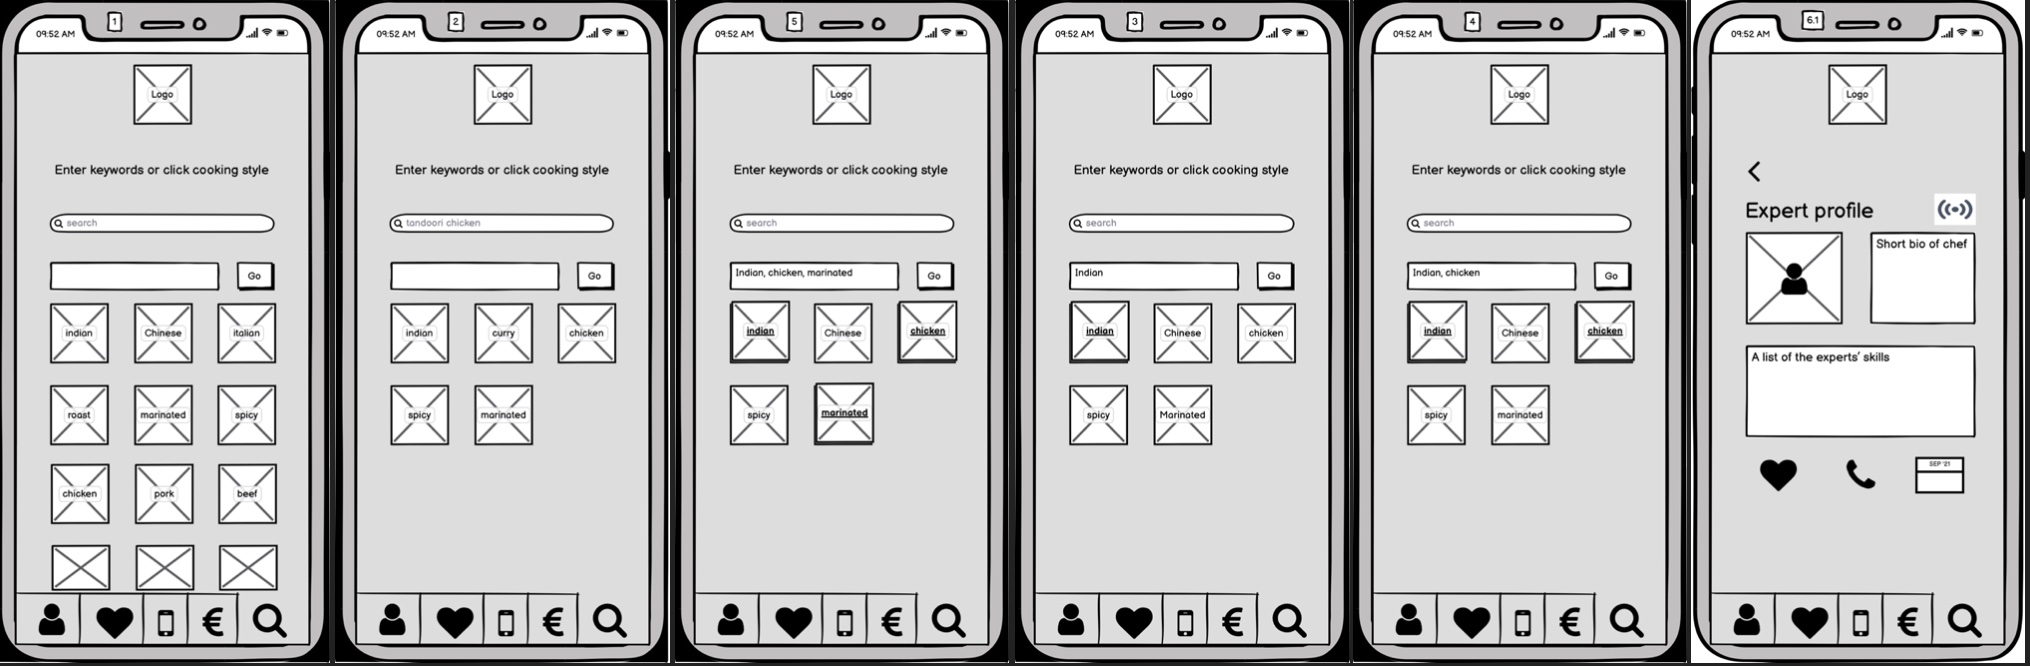 1
09:52 AM
Logo
Enter keywords or click cooking style
search
Go
indian Chinese italian
roast marinated spicy
chicken pork beef
€
2
09:52 AM
Logo
Enter keywords or click cooking style
tandoori chicken
Go
indian curry chicken
spicy marinated
€
5
09:52 AM
Logo
Enter keywords or click cooking style
search
Indian, chicken, marinated Go
indian Chinese chicken
spicy marinated
€
3
09:52 AM
Logo
Enter keywords or click cooking style
search
Indian Go
indian Chinese chicken
spicy Marinated
€
4
09:52 AM
Logo
Enter keywords or click cooking style
search
Indian, chicken Go
indian Chinese chicken
spicy marinated
€
6.1
09:52 AM
Logo
Expert profile
Short bio of chef
A list of the experts' skills
SEP '21
€